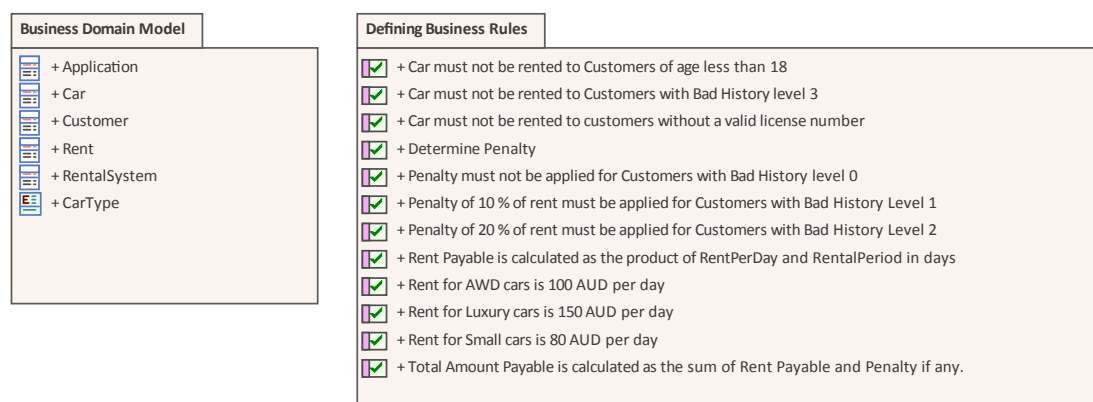 Business Domain Model
+ Application
+ Car
+ Customer
+ Rent
+ RentalSystem
+ CarType
Defining Business Rules
+ Car must not be rented to Customers of age less than 18
+ Car must not be rented to Customers with Bad History level 3
+ Car must not be rented to customers without a valid license number
+ Determine Penalty
+ Penalty must not be applied for Customers with Bad History level 0
+ Penalty of 10 % of rent must be applied for Customers with Bad History Level 1
+ Penalty of 20 % of rent must be applied for Customers with Bad History Level 2
+ Rent Payable is calculated as the product of RentPerDay and RentalPeriod in days
+ Rent for AWD cars is 100 AUD per day
+ Rent for Luxury cars is 150 AUD per day
+ Rent for Small cars is 80 AUD per day
+ Total Amount Payable is calculated as the sum of Rent Payable and Penalty if any.